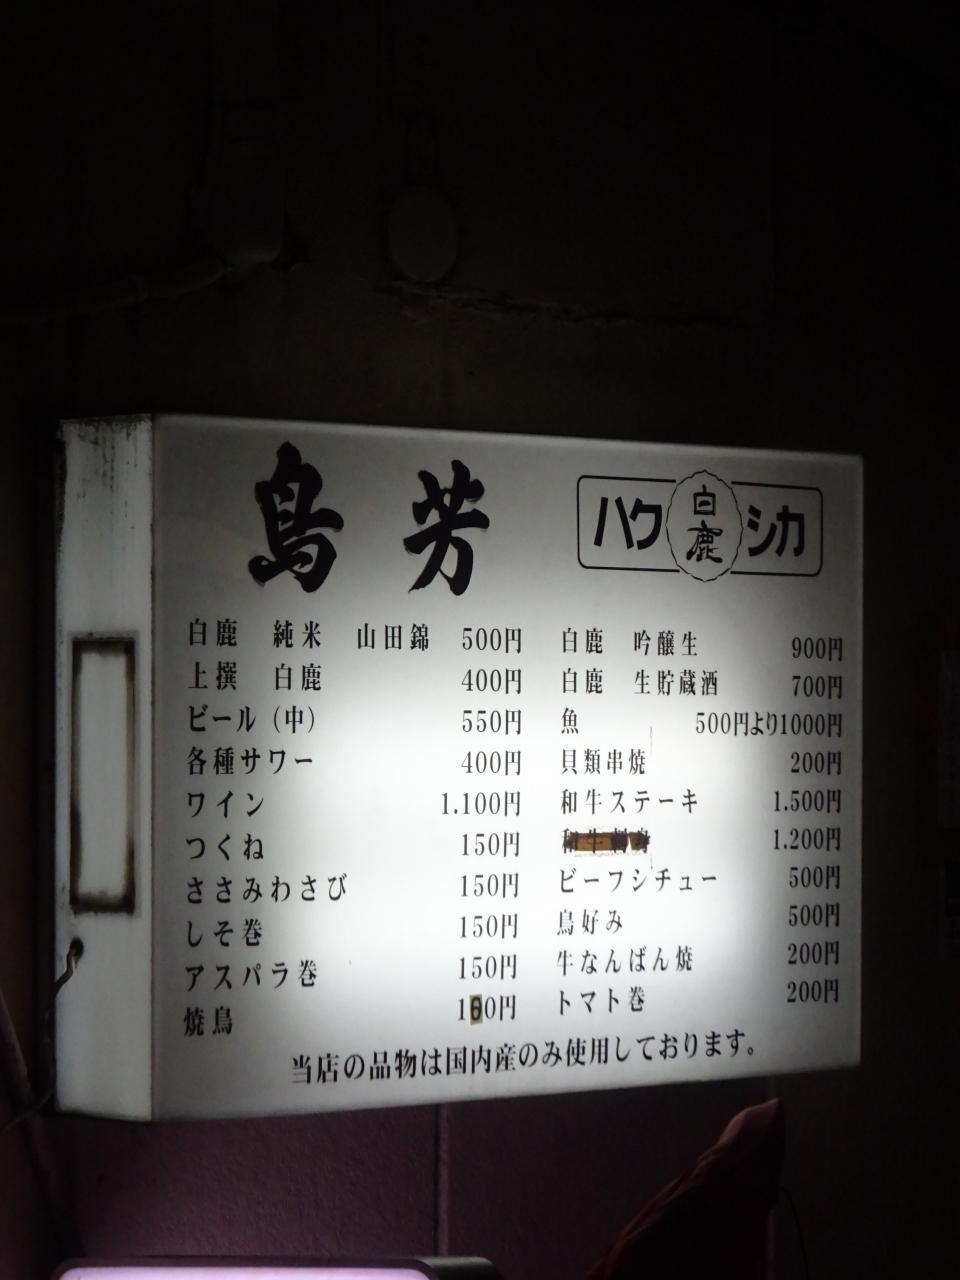 鳥芳
ハク 白鹿 シカ
白鹿 純米 山田錦 500円
上撰 白鹿 400円
ビール（中） 550円
各種サワー 400円
ワイン 1.100円
つくね 150円
ささみわさび 150円
しそ巻 150円
アスパラ巻 150円
焼鳥 円
白鹿 吟醸生 900円
白鹿 生貯蔵酒 700円
魚 500円より1000円
貝類串焼 200円
和牛ステーキ 1.500円
和牛刺身 1.200円
ビーフシチュー 500円
鳥好み 500円
牛なんばん焼 200円
トマト巻 200円
当店の品物は国内産のみ使用しております。